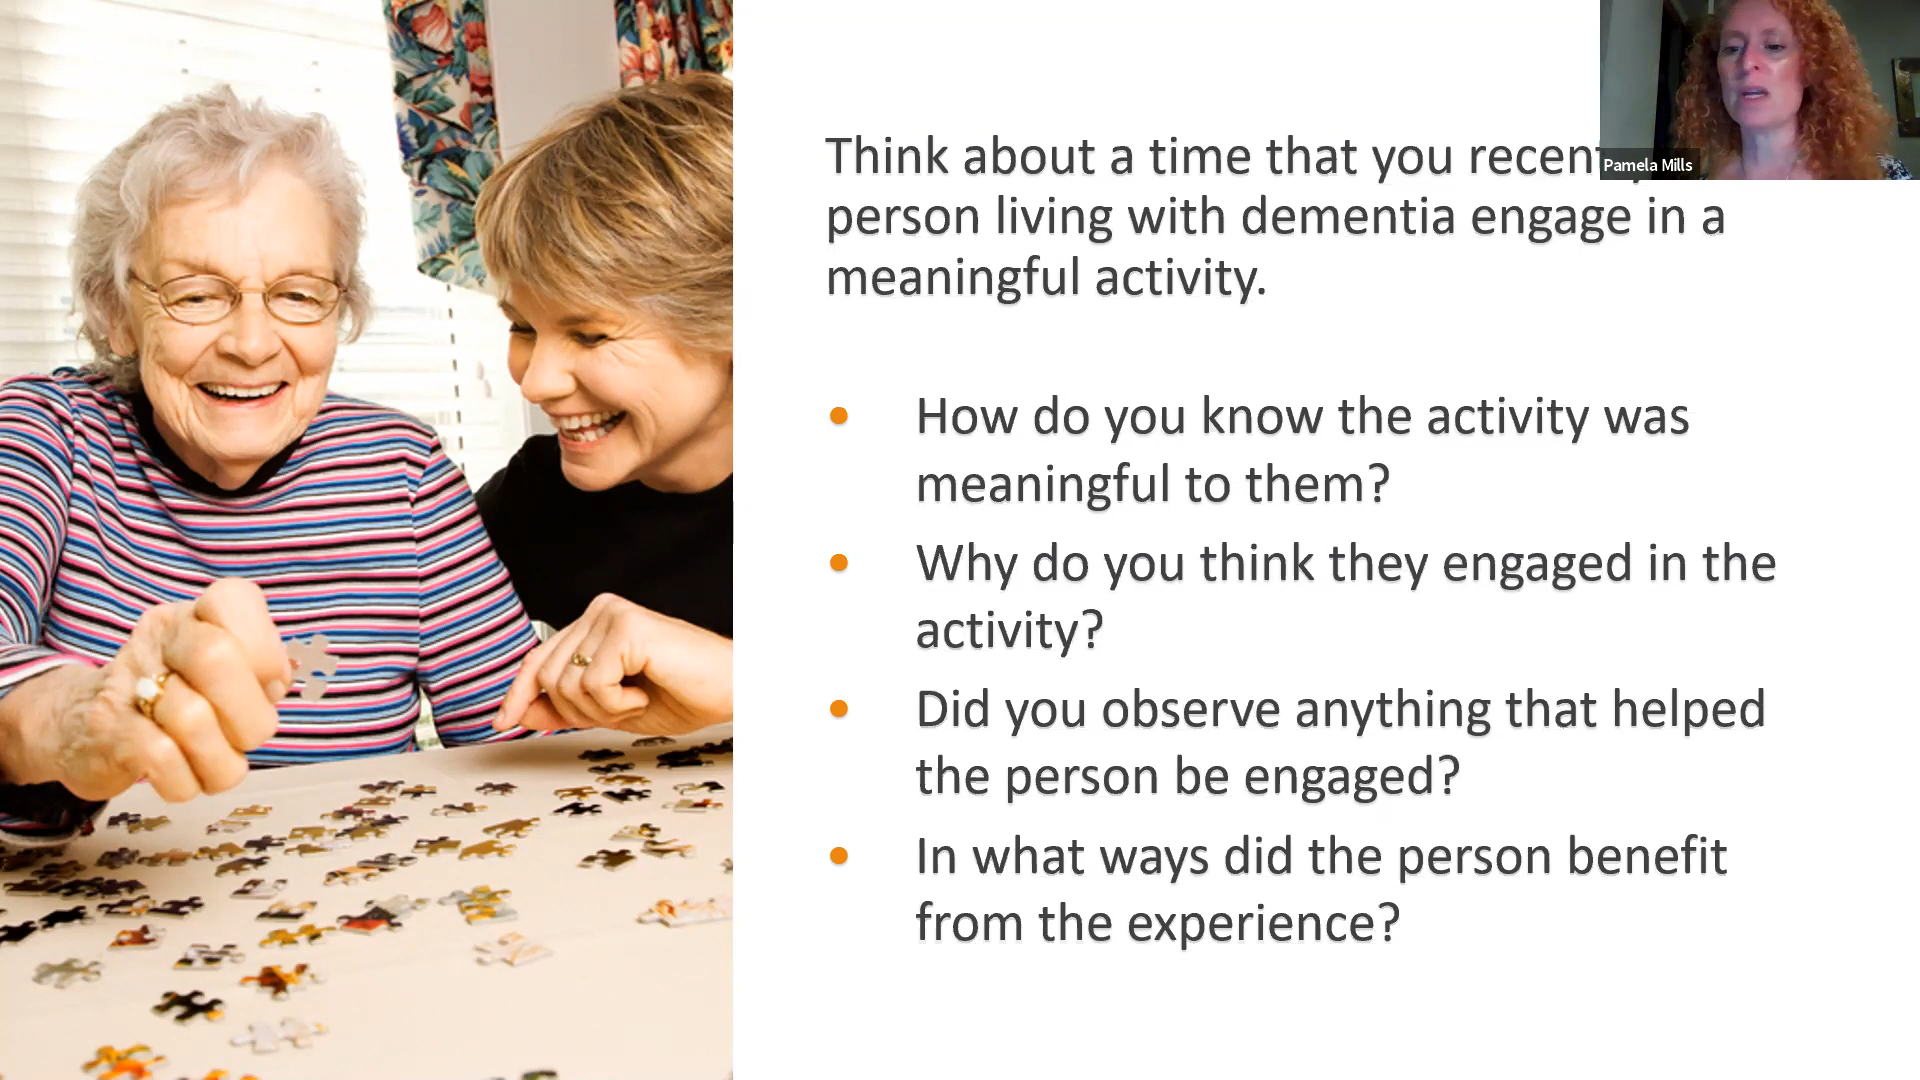 Think about a time that you recent
person living with dementia engage in a
meaningful activity.
Pamela Mills
• How do you know the activity was
meaningful to them?
• Why do you think they engaged in the
activity?
• Did you observe anything that helped
the person be engaged?
• In what ways did the person benefit
from the experience?